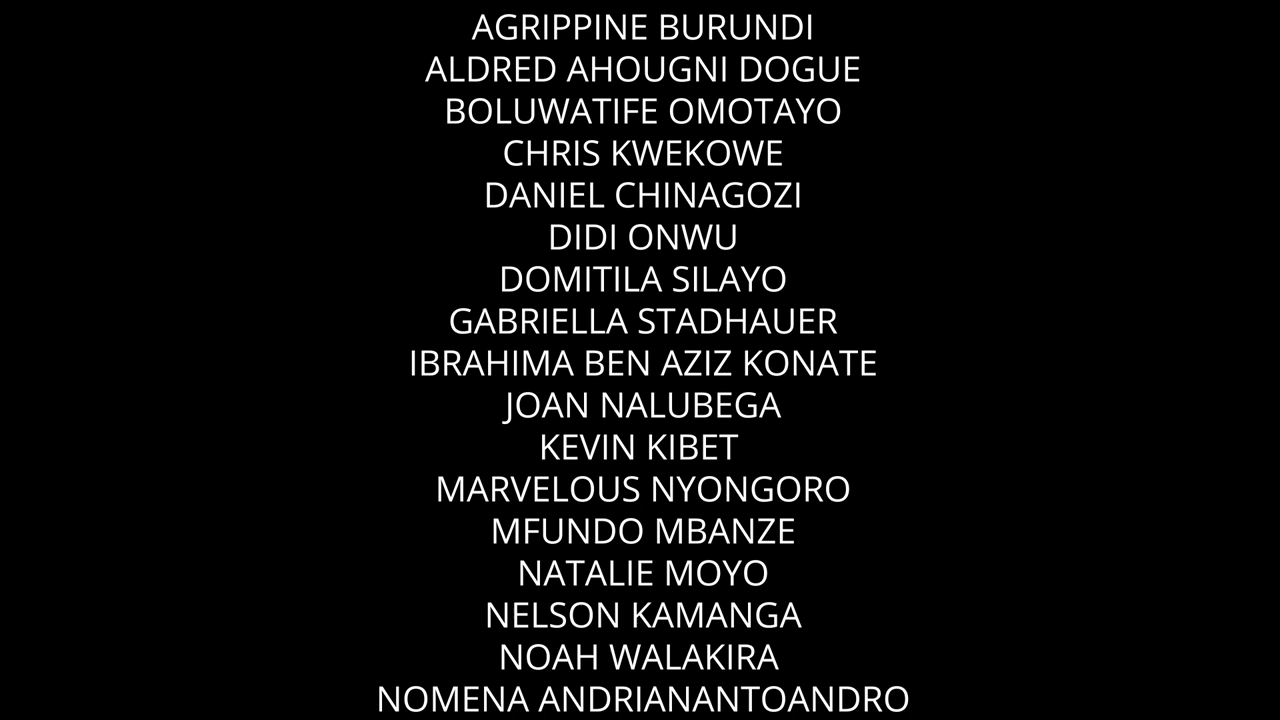 AGRIPPINE BURUNDI
ALDRED AHOUGNI DOGUE
BOLUWATIFE OMOTAYO
CHRIS KWEKOWE
DANIEL CHINAGOZI
DIDI ONWU
DOMITILA SILAYO
GABRIELLA STADHAUER
IBRAHIMA BEN AZIZ KONATE
JOAN NALUBEGA
KEVIN KIBET
MARVELOUS NYONGORO
MFUNDO MBANZE
NATALIE MOYO
NELSON KAMANGA
NOAH WALAKIRA
NOMENA ANDRIANANTOANDRO